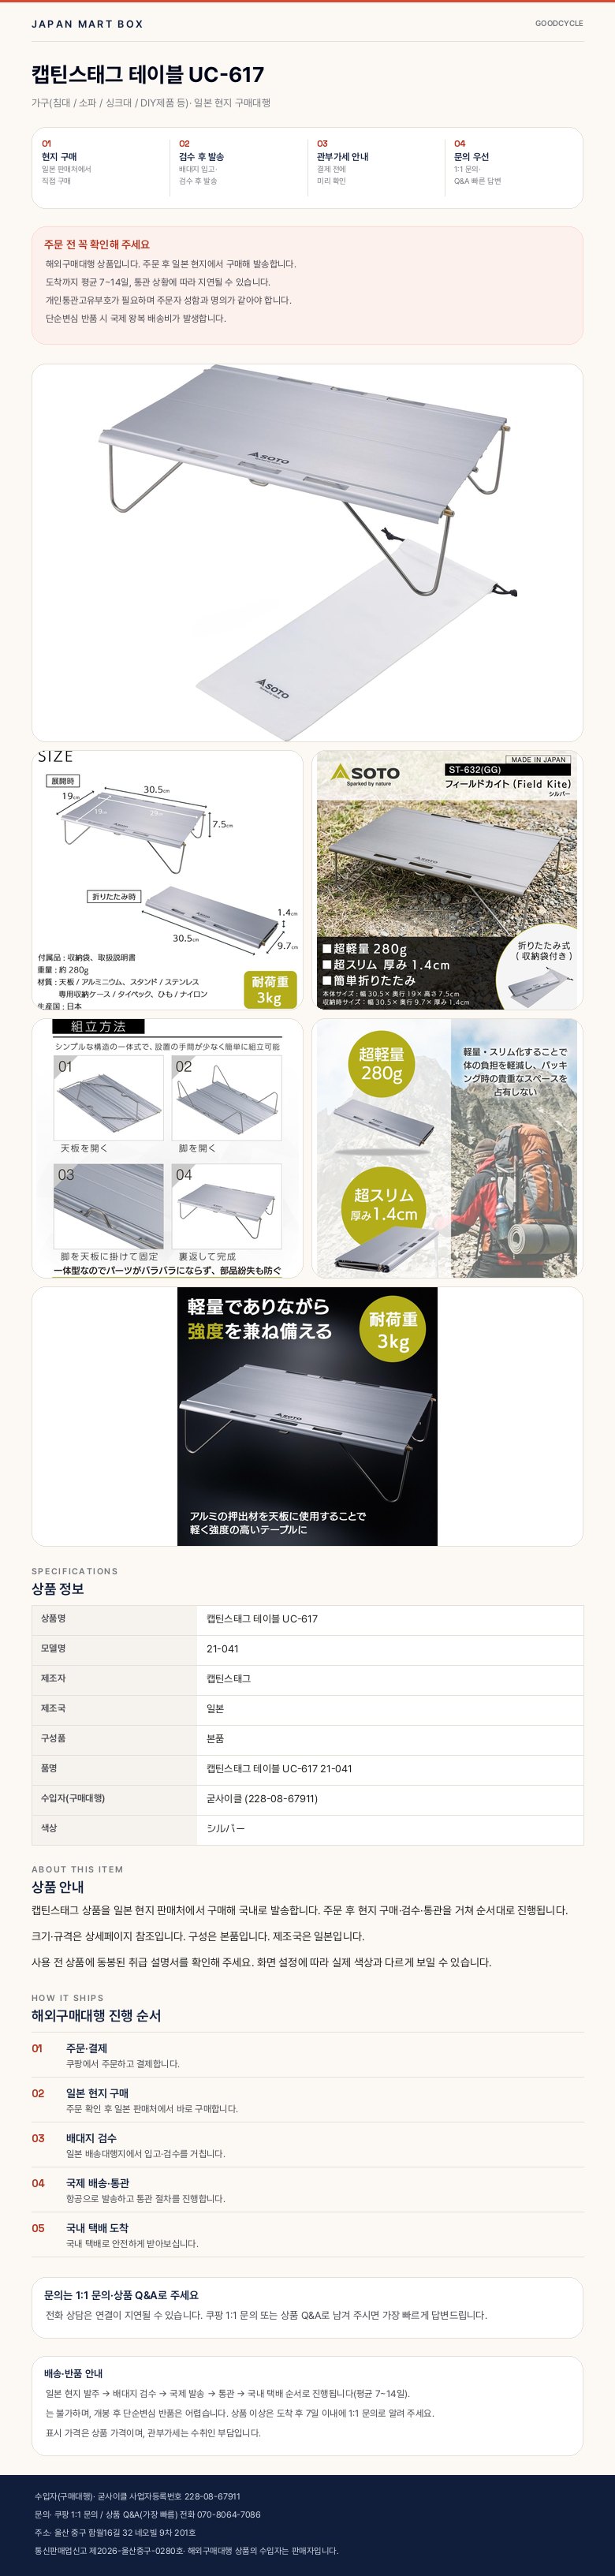 JAPAN MART BOX
GOODCYCLE
캡틴스태그 테이블 UC-617
가구(침대 / 소파 / 싱크대 / DIY제품 등)· 일본 현지 구매대행
01
현지 구매
일본 판매처에서
직접 구매
02
검수 후 발송
배대지 입고·
검수 후 발송
03
관부가세 안내
결제 전에
미리 확인
04
문의 우선
1:1 문의·
Q&A 빠른 답변
주문 전 꼭 확인해 주세요
해외구매대행 상품입니다. 주문 후 일본 현지에서 구매해 발송합니다.
도착까지 평균 7~14일, 통관 상황에 따라 지연될 수 있습니다.
개인통관고유부호가 필요하며 주문자 성함과 명의가 같아야 합니다.
단순변심 반품 시 국제 왕복 배송비가 발생합니다.
SOTO
SOTO
SIZE
展開時
19cm
30.5cm
7.5cm
折りたたみ時
1.4cm
30.5cm
9.7cm
付属品：収納袋、取扱説明書
重量：約 280g
材質：天板 / アルミニウム、スタンド / ステンレス
専用収納ケース / タイベック、ひも / ナイロン
生産国：日本
耐荷重
3kg
MADE IN JAPAN
SOTO
Sparked by nature
ST-632(GG)
フィールドカイト (Field Kite)
シルバー
■超軽量 280g
■超スリム 厚み 1.4cm
■簡単折りたたみ
本体サイズ：幅 30.5× 奥行 19× 高さ 7.5cm
収納時サイズ：幅 30.5× 奥行 9.7× 厚み 1.4cm
折りたたみ式
( 収納袋付き )
組立方法
シンプルな構造の一体式で、設置の手間が少なく簡単に組立可能
01
天板を開く
02
脚を開く
03
脚を天板に掛けて固定
04
裏返して完成
一体型なのでパーツがバラバラにならず、部品紛失も防ぐ
超軽量
280g
軽量・スリム化することで
体の負担を軽減し、パッキ
ング時の貴重なスペースを
占有しない
超スリム
厚み1.4cm
軽量でありながら
強度を兼ね備える
耐荷重
3kg
SOTO
アルミの押出材を天板に使用することで
軽く強度の高いテーブルに
SPECIFICATIONS
상품 정보
상품명 캡틴스태그 테이블 UC-617
모델명 21-041
제조자 캡틴스태그
제조국 일본
구성품 본품
품명 캡틴스태그 테이블 UC-617 21-041
수입자(구매대행) 굳사이클 (228-08-67911)
색상 シルバー
ABOUT THIS ITEM
상품 안내
캡틴스태그 상품을 일본 현지 판매처에서 구매해 국내로 발송합니다. 주문 후 현지 구매·검수·통관을 거쳐 순서대로 진행됩니다.
크기·규격은 상세페이지 참조입니다. 구성은 본품입니다. 제조국은 일본입니다.
사용 전 상품에 동봉된 취급 설명서를 확인해 주세요. 화면 설정에 따라 실제 색상과 다르게 보일 수 있습니다.
HOW IT SHIPS
해외구매대행 진행 순서
01 주문·결제
쿠팡에서 주문하고 결제합니다.
02 일본 현지 구매
주문 확인 후 일본 판매처에서 바로 구매합니다.
03 배대지 검수
일본 배송대행지에서 입고·검수를 거칩니다.
04 국제 배송·통관
항공으로 발송하고 통관 절차를 진행합니다.
05 국내 택배 도착
국내 택배로 안전하게 받아보십니다.
문의는 1:1 문의·상품 Q&A로 주세요
전화 상담은 연결이 지연될 수 있습니다. 쿠팡 1:1 문의 또는 상품 Q&A로 남겨 주시면 가장 빠르게 답변드립니다.
배송·반품 안내
일본 현지 발주 → 배대지 검수 → 국제 발송 → 통관 → 국내 택배 순서로 진행됩니다(평균 7~14일).
는 불가하며, 개봉 후 단순변심 반품은 어렵습니다. 상품 이상은 도착 후 7일 이내에 1:1 문의로 알려 주세요.
표시 가격은 상품 가격이며, 관부가세는 수취인 부담입니다.
수입자(구매대행)· 굳사이클 사업자등록번호 228-08-67911
문의· 쿠팡 1:1 문의 / 상품 Q&A(가장 빠름) 전화 070-8064-7086
주소· 울산 중구 함월16길 32 네오빌 9차 201호
통신판매업신고 제2026-울산중구-0280호· 해외구매대행 상품의 수입자는 판매자입니다.